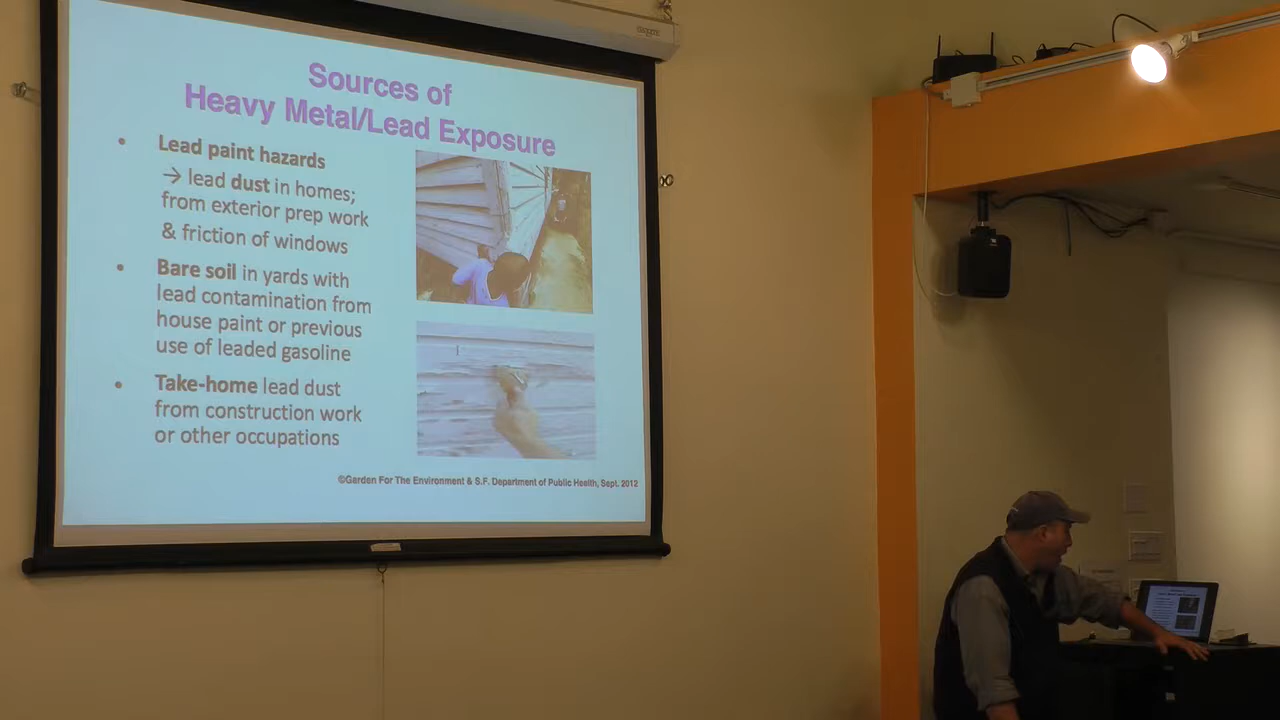 Sources of
Heavy Metal/Lead Exposure
• Lead paint hazards
→ lead dust in homes;
from exterior prep work
& friction of windows
• Bare soil in yards with
lead contamination from
house paint or previous
use of leaded gasoline
• Take-home lead dust
from construction work
or other occupations
©Garden For The Environment & S.F. Department of Public Health, Sept. 2012